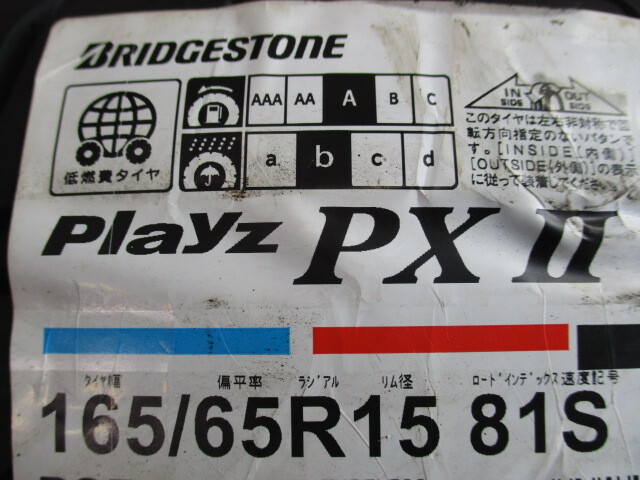 BRIDGESTONE
AAA AA A B C
a b c d
低燃費タイヤ
IN SIDE
OUT SIDE
このタイヤは左右非対称で回
転方向指定のないパタンで
す。[INSIDE(内側)]
[OUTSIDE(外側)]の表示
に従って装着してください。
Playz PX II
タイヤ幅 偏平率 ラジアル リム径 ロードインデックス 速度記号
165/65R15 81S